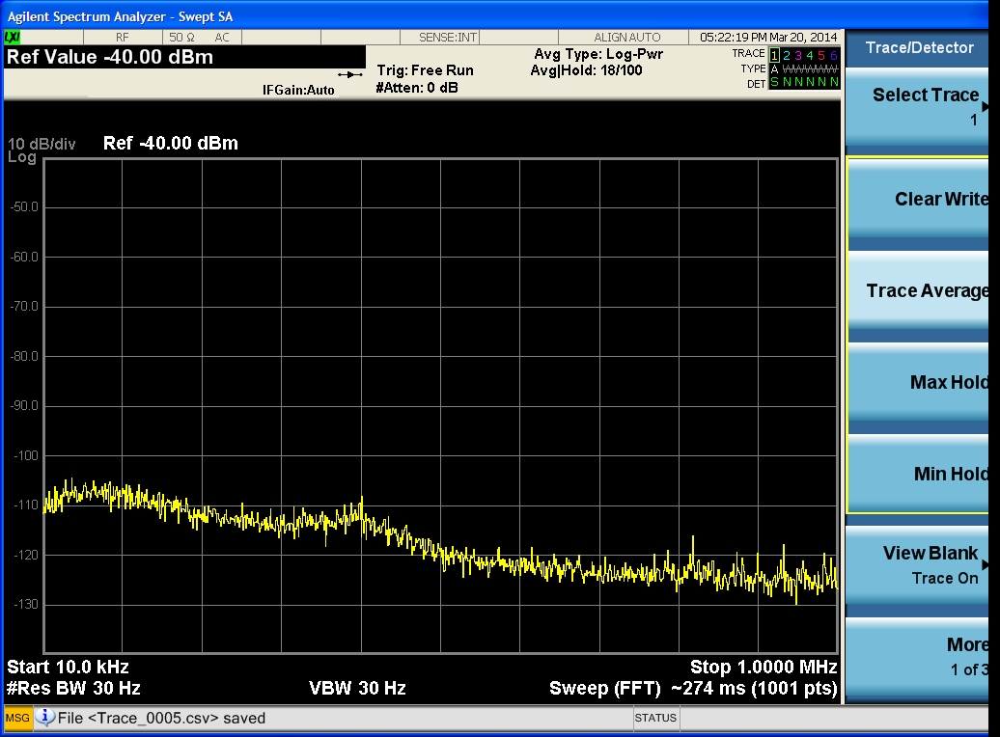 Agilent Spectrum Analyzer - Swept SA
LXI RF 50 Ω AC SENSE:INT ALIGN AUTO 05:22:19 PM Mar 20, 2014
Ref Value -40.00 dBm
IFGain:Auto
Trig: Free Run
#Atten: 0 dB
Avg Type: Log-Pwr
Avg|Hold: 18/100
TRACE 1 2 3 4 5 6
TYPE A WWWWW
DET S N N N N N
10 dB/div
Log
Ref -40.00 dBm
-50.0
-60.0
-70.0
-80.0
-90.0
-100
-110
-120
-130
Start 10.0 kHz
Stop 1.0000 MHz
#Res BW 30 Hz
VBW 30 Hz
Sweep (FFT) ~274 ms (1001 pts)
MSG
File <Trace_0005.csv> saved
STATUS
Trace/Detector
Select Trace
1
Clear Write
Trace Average
Max Hold
Min Hold
View Blank
Trace On
More
1 of 3